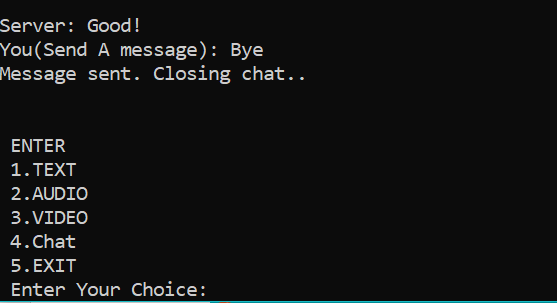 Server: Good!
You(Send A message): Bye
Message sent. Closing chat..
ENTER
1.TEXT
2.AUDIO
3.VIDEO
4.Chat
5.EXIT
Enter Your Choice: